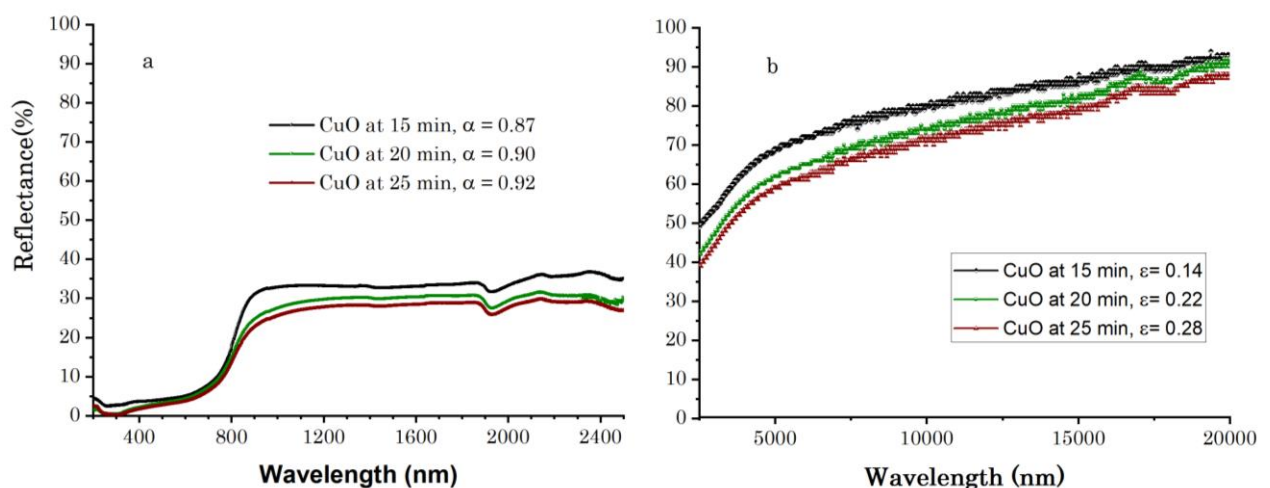 100
90
80
70
60
50
40
30
20
10
0
Reflectance(%)
a
CuO at 15 min, α = 0.87
CuO at 20 min, α = 0.90
CuO at 25 min, α = 0.92
400
800
1200
1600
2000
2400
Wavelength (nm)
100
90
80
70
60
50
40
30
20
10
0
b
CuO at 15 min, ε= 0.14
CuO at 20 min, ε= 0.22
CuO at 25 min, ε= 0.28
5000
10000
15000
20000
Wavelength (nm)